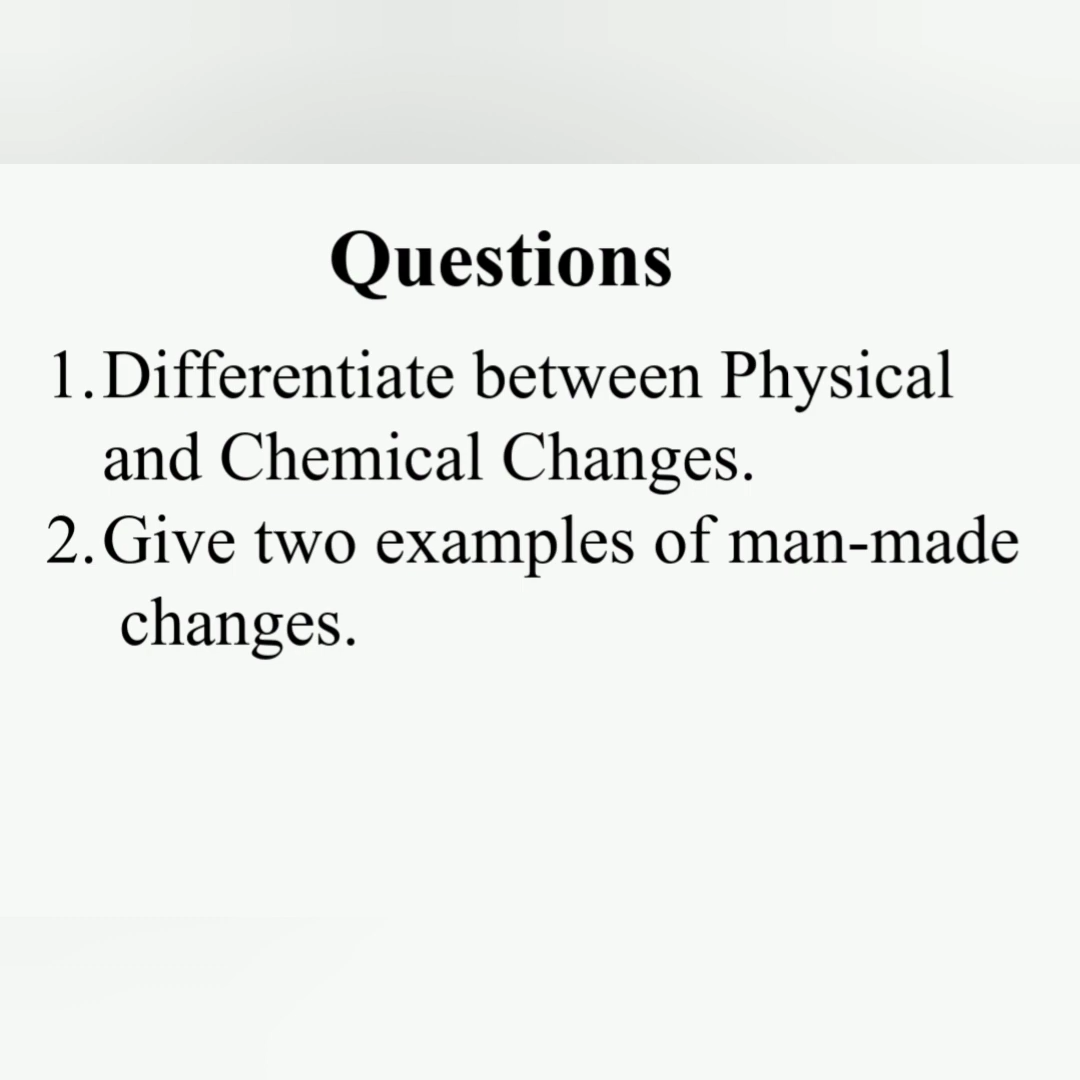 Questions
1.Differentiate between Physical
and Chemical Changes.
2.Give two examples of man-made
changes.